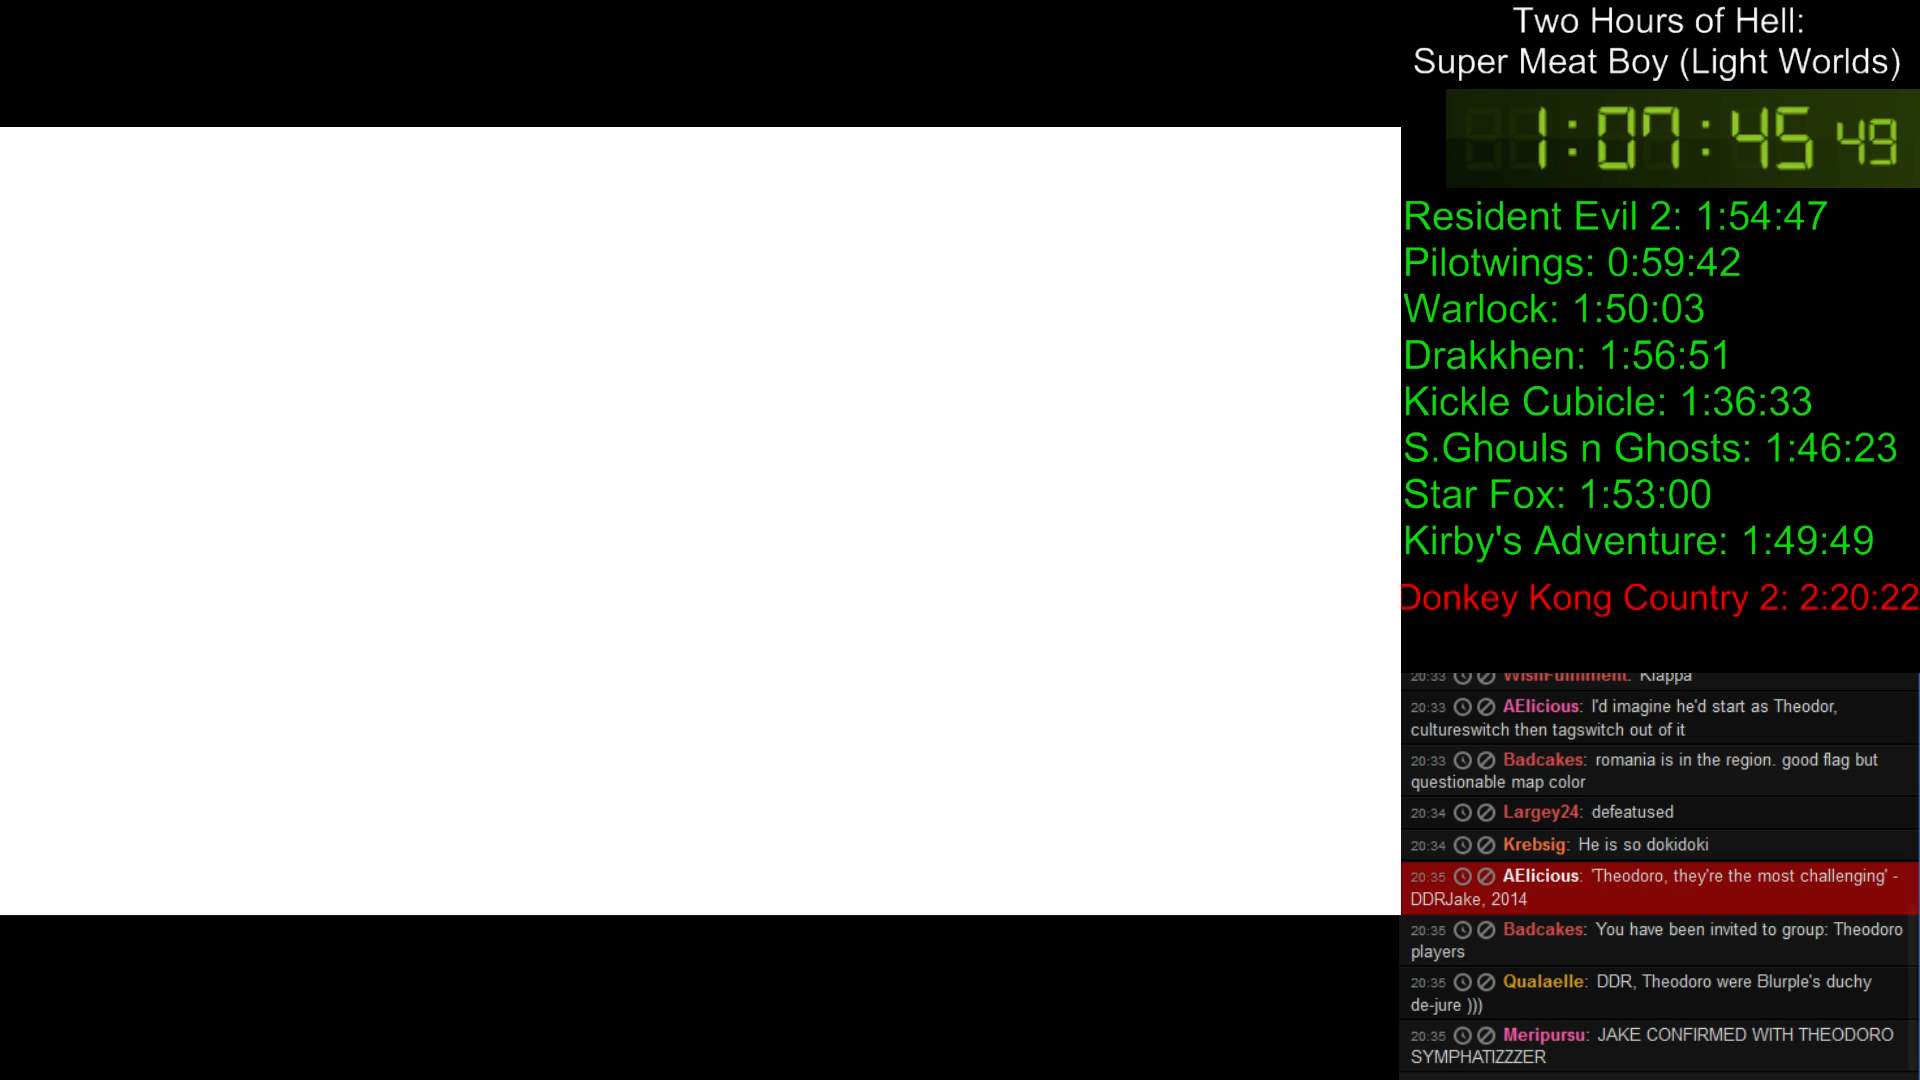 Two Hours of Hell:
Super Meat Boy (Light Worlds)
1:07:45 49
Resident Evil 2: 1:54:47
Pilotwings: 0:59:42
Warlock: 1:50:03
Drakkhen: 1:56:51
Kickle Cubicle: 1:36:33
S.Ghouls n Ghosts: 1:46:23
Star Fox: 1:53:00
Kirby's Adventure: 1:49:49
Donkey Kong Country 2: 2:20:22
20:33 WishFulfillment: Klappa
20:33 AElicious: I'd imagine he'd start as Theodor,
cultureswitch then tagswitch out of it
20:33 Badcakes: romania is in the region. good flag but
questionable map color
20:34 Largey24: defeatused
20:34 Krebsig: He is so dokidoki
20:35 AElicious: 'Theodoro, they're the most challenging' -
DDRJake, 2014
20:35 Badcakes: You have been invited to group: Theodoro
players
20:35 Qualaelle: DDR, Theodoro were Blurple's duchy
de-jure )))
20:35 Meripursu: JAKE CONFIRMED WITH THEODORO
SYMPHATIZZZER